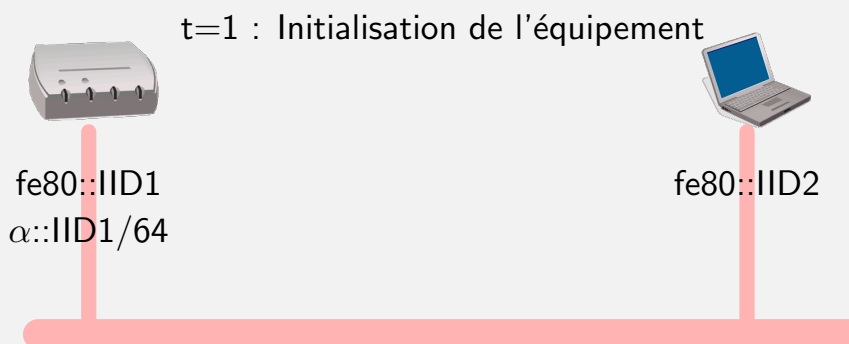 t=1 : Initialisation de l'équipement
fe80::IID1
α::IID1/64
fe80::IID2